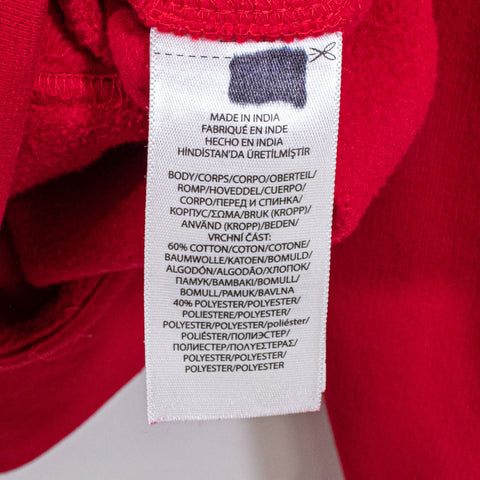 MADE IN INDIA
FABRIQUÉ EN INDE
HECHO EN INDIA
HİNDİSTAN'DA ÜRETİLMİŞTİR
BODY/CORPS/CORPO/OBERTEIL/
ROMP/HOVEDDEL/CUERPO/
CORPO/ПЕРЕД И СПИНКА/
КОРПУС/ΣΩΜΑ/BRUK (KROPP)/
ANVÄND (KROPP)/BEDEN/
VRCHNÍ ČÁST:
60% COTTON/COTON/COTONE/
BAUMWOLLE/KATOEN/BOMULD/
ALGODÓN/ALGODÃO/ХЛОПОК/
ПАМУК/ΒΑΜΒΑΚΙ/BOMULL/
BOMULL/PAMUK/BAVLNA
40% POLYESTER/POLYESTER/
POLIESTERE/POLYESTER/
POLYESTER/POLYESTER/poliéster/
POLIÉSTER/ПОЛИЭСТЕР/
ПОЛИЕСТЕР/ΠΟΛΥΕΣΤΕΡΑΣ/
POLYESTER/POLYESTER/
POLYESTER/POLYESTER